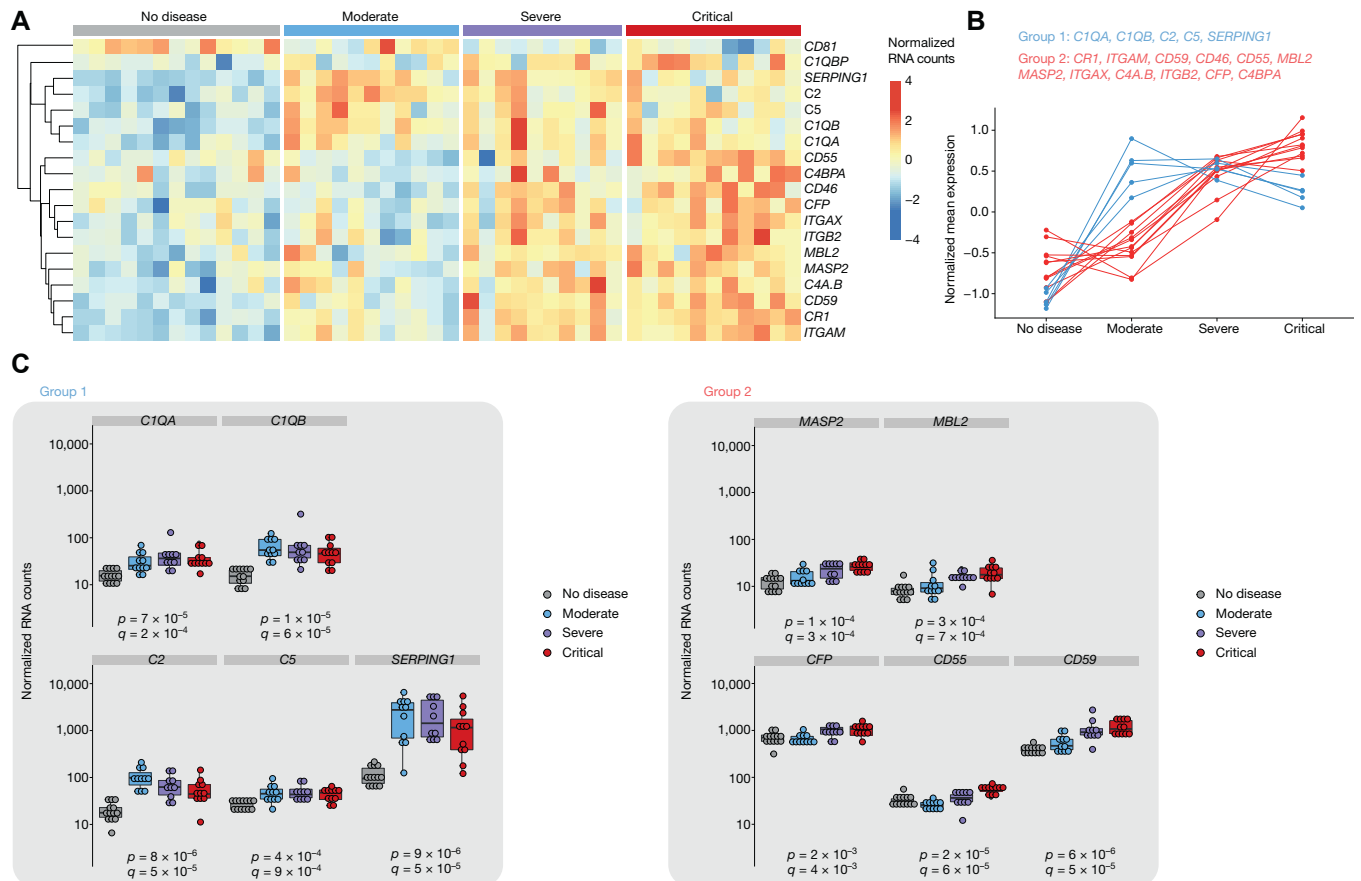 A
No disease
Moderate
Severe
Critical
CD81
C1QBP
SERPING1
C2
C5
C1QB
C1QA
CD55
C4BPA
CD46
CFP
ITGAX
ITGB2
MBL2
MASP2
C4A.B
CD59
CR1
ITGAM
Normalized
RNA counts
4
2
0
−2
−4
B
Group 1: C1QA, C1QB, C2, C5, SERPING1
Group 2: CR1, ITGAM, CD59, CD46, CD55, MBL2
MASP2, ITGAX, C4A.B, ITGB2, CFP, C4BPA
Normalized mean expression
1.0
0.5
0.0
−0.5
−1.0
No disease
Moderate
Severe
Critical
C
Group 1
Normalized RNA counts
C1QA
C1QB
10,000
1,000
100
10
p = 7 × 10⁻⁵
q = 2 × 10⁻⁴
p = 1 × 10⁻⁵
q = 6 × 10⁻⁵
C2
C5
SERPING1
10,000
1,000
100
10
p = 8 × 10⁻⁶
q = 5 × 10⁻⁵
p = 4 × 10⁻⁴
q = 9 × 10⁻⁴
p = 9 × 10⁻⁶
q = 5 × 10⁻⁵
No disease
Moderate
Severe
Critical
Group 2
Normalized RNA counts
MASP2
MBL2
10,000
1,000
100
10
p = 1 × 10⁻⁴
q = 3 × 10⁻⁴
p = 3 × 10⁻⁴
q = 7 × 10⁻⁴
CFP
CD55
CD59
10,000
1,000
100
10
p = 2 × 10⁻³
q = 4 × 10⁻³
p = 2 × 10⁻⁵
q = 6 × 10⁻⁵
p = 6 × 10⁻⁶
q = 5 × 10⁻⁵
No disease
Moderate
Severe
Critical